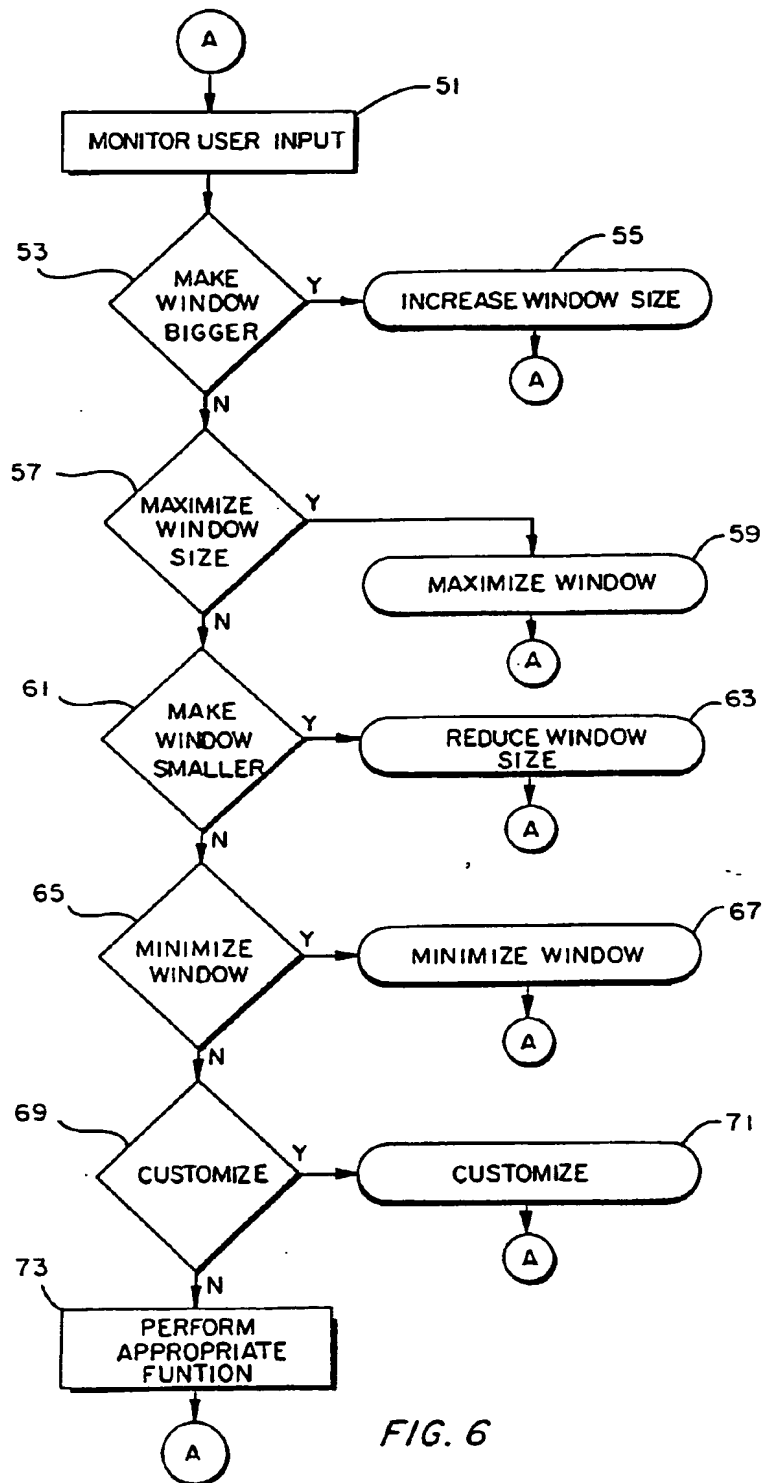 A
51
MONITOR USER INPUT
53
MAKE
WINDOW
BIGGER
Y
55
INCREASE WINDOW SIZE
A
N
57
MAXIMIZE
WINDOW
SIZE
Y
59
MAXIMIZE WINDOW
A
N
61
MAKE
WINDOW
SMALLER
Y
63
REDUCE WINDOW
SIZE
A
N
65
MINIMIZE
WINDOW
Y
67
MINIMIZE WINDOW
A
N
69
CUSTOMIZE
Y
71
CUSTOMIZE
A
N
73
PERFORM
APPROPRIATE
FUNTION
A
FIG. 6